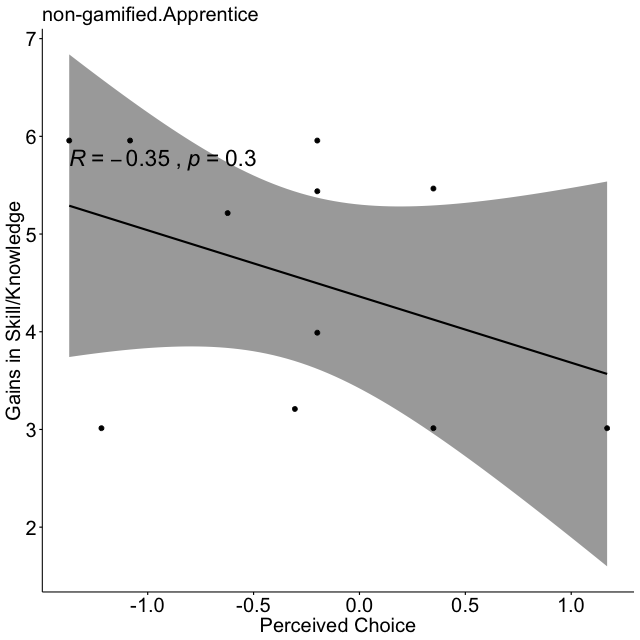 non-gamified.Apprentice
7
6
R = −0.35 , p = 0.3
5
4
3
2
Gains in Skill/Knowledge
-1.0 -0.5 0.0 0.5 1.0
Perceived Choice